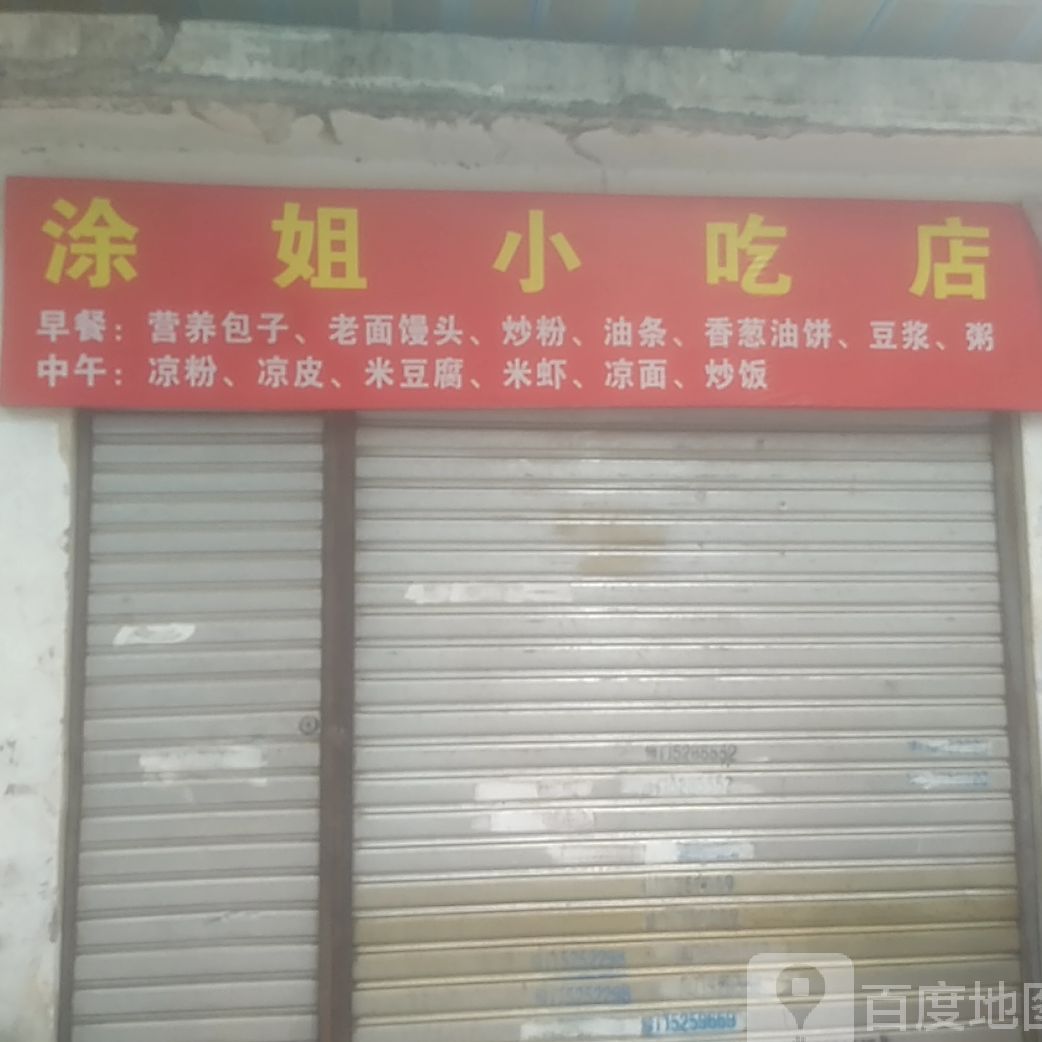 涂姐小吃店
早餐：营养包子、老面馒头、炒粉、油条、香葱油饼、豆浆、粥
中午：凉粉、凉皮、米豆腐、米虾、凉面、炒饭
15259669
百度地图